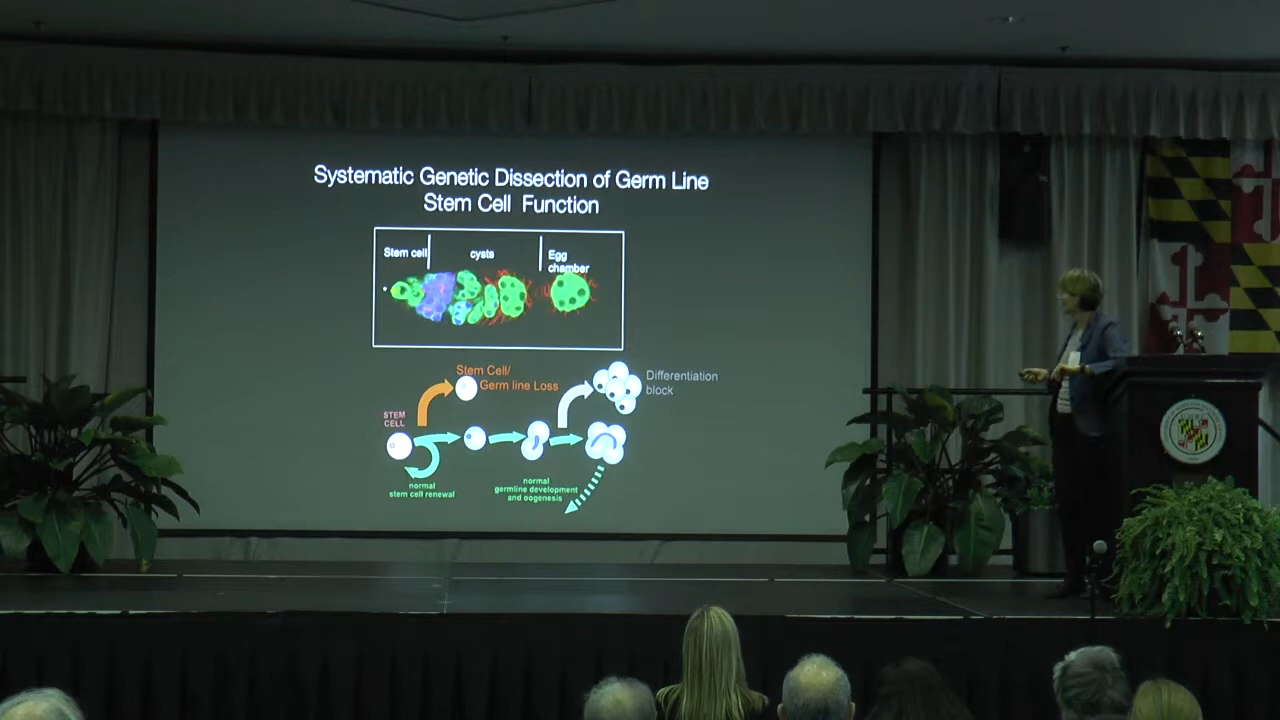 Systematic Genetic Dissection of Germ Line
Stem Cell Function
Stem cell
cysts
Egg
chamber
Stem Cell/
Germ line Loss
Differentiation
block
STEM
CELL
normal
stem cell renewal
normal
germline development
and oogenesis